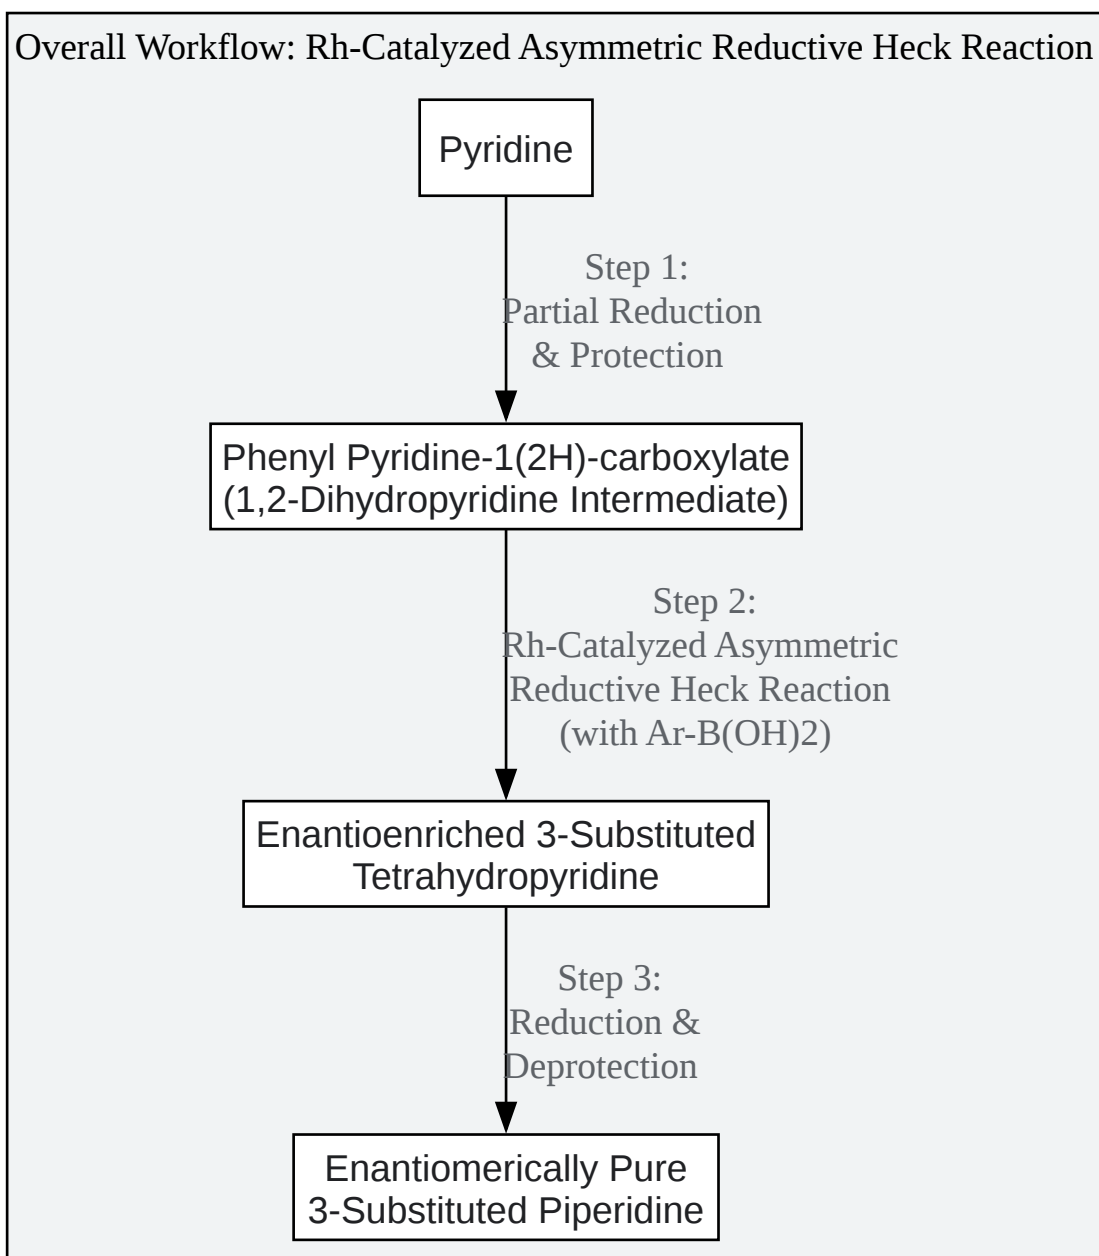 Overall Workflow: Rh-Catalyzed Asymmetric Reductive Heck Reaction
Pyridine
Step 1:
Partial Reduction
& Protection
Phenyl Pyridine-1(2H)-carboxylate
(1,2-Dihydropyridine Intermediate)
Step 2:
Rh-Catalyzed Asymmetric
Reductive Heck Reaction
(with Ar-B(OH)2)
Enantioenriched 3-Substituted
Tetrahydropyridine
Step 3:
Reduction &
Deprotection
Enantiomerically Pure
3-Substituted Piperidine